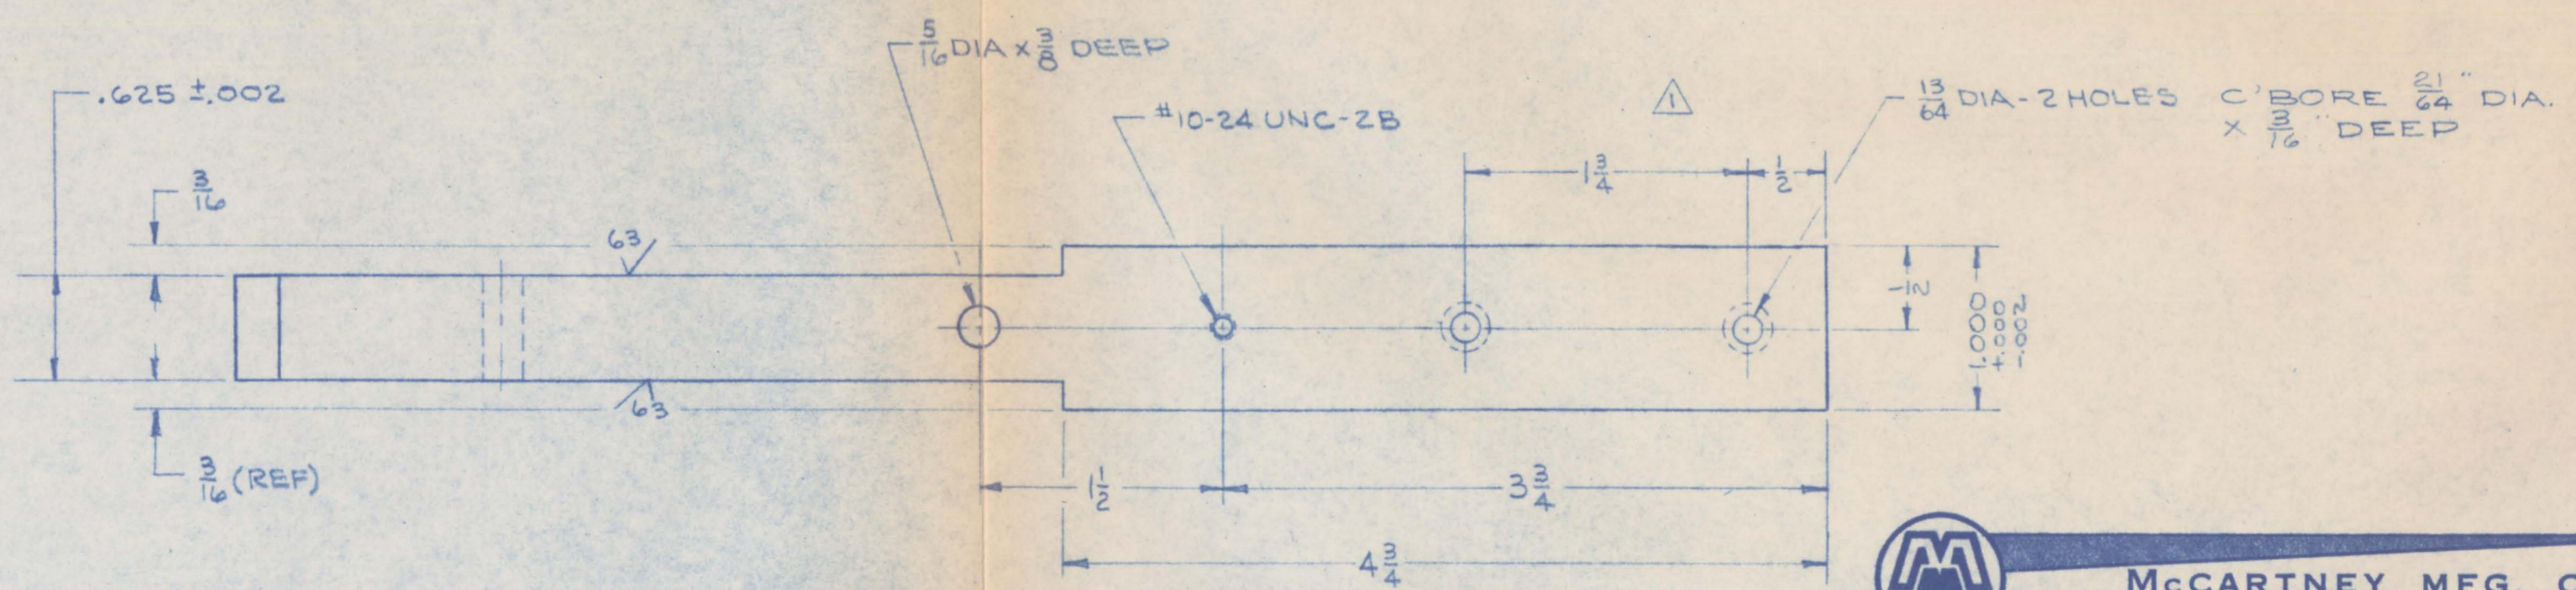 5/16 DIA x 3/8 DEEP
.625 ±.002
#10-24 UNC-2B
1
13/64 DIA-2 HOLES C'BORE 21/64" DIA.
x 3/16" DEEP
3/16
1 3/4
1/2
63
1/2
1.000
+.000
-.002
63
3/16 (REF)
1 1/2
3 3/4
4 3/4
M
McCARTNEY MFG. C